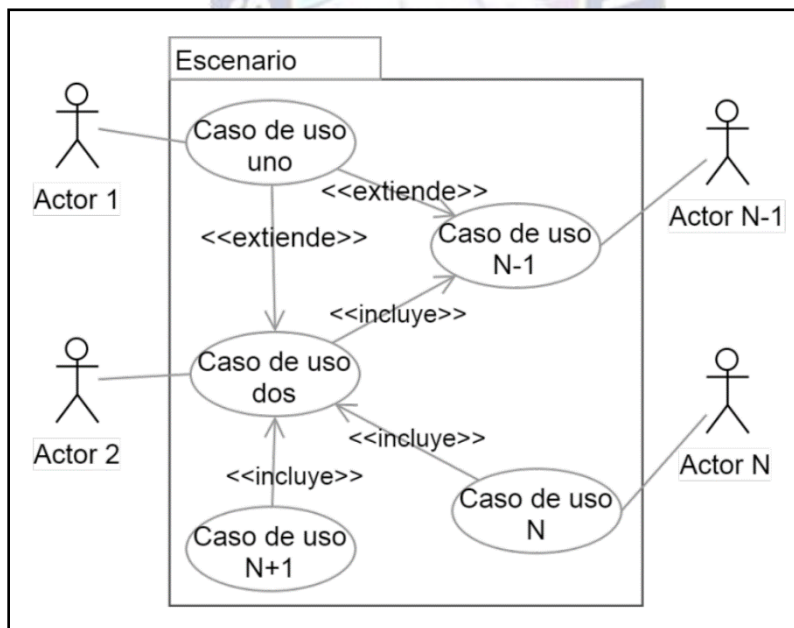 Escenario
Caso de uso
uno
Actor 1
<<extiende>>
Actor N-1
<<extiende>>
Caso de uso
N-1
<<incluye>>
Caso de uso
dos
Actor 2
<<incluye>>
Actor N
<<incluye>>
Caso de uso
N
Caso de uso
N+1